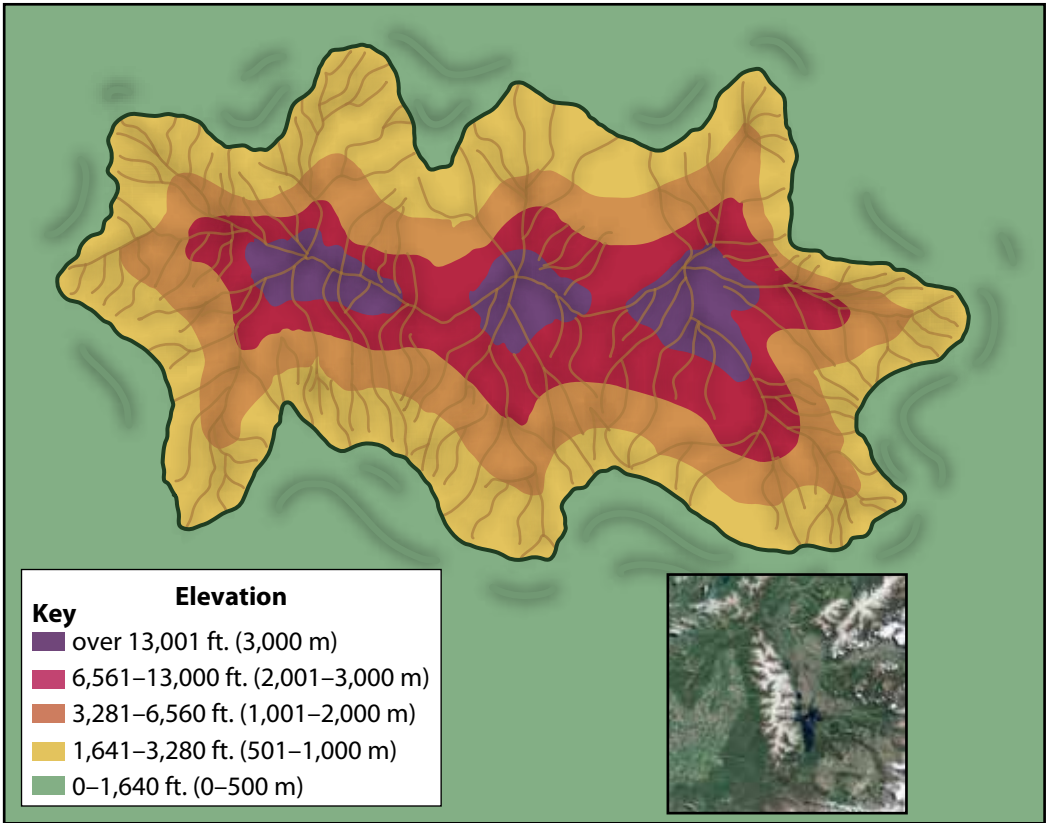 Elevation
Key
over 13,001 ft. (3,000 m)
6,561–13,000 ft. (2,001–3,000 m)
3,281–6,560 ft. (1,001–2,000 m)
1,641–3,280 ft. (501–1,000 m)
0–1,640 ft. (0–500 m)